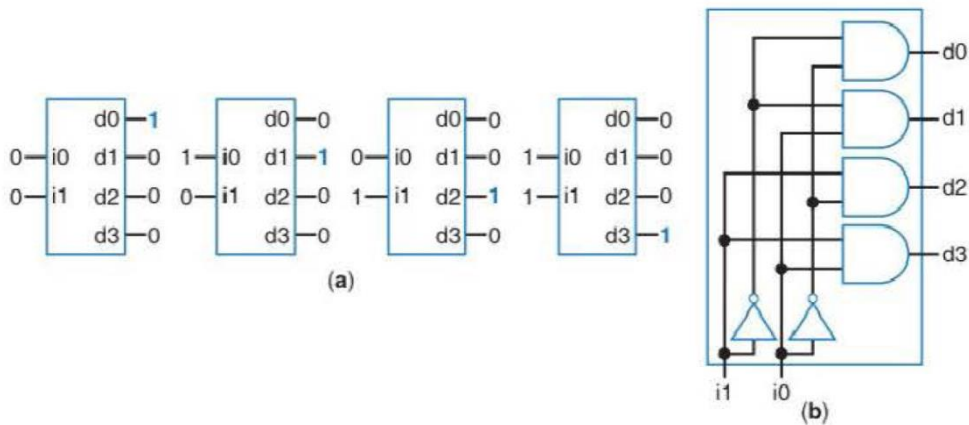 d0 1 d0 0 d0 0 d0 0
0 i0 d1 0 1 i0 d1 1 0 i0 d1 0 1 i0 d1 0
0 i1 d2 0 0 i1 d2 0 1 i1 d2 1 1 i1 d2 0
d3 0 d3 0 d3 0 d3 1
(a)
d0
d1
d2
d3
i1 i0
(b)